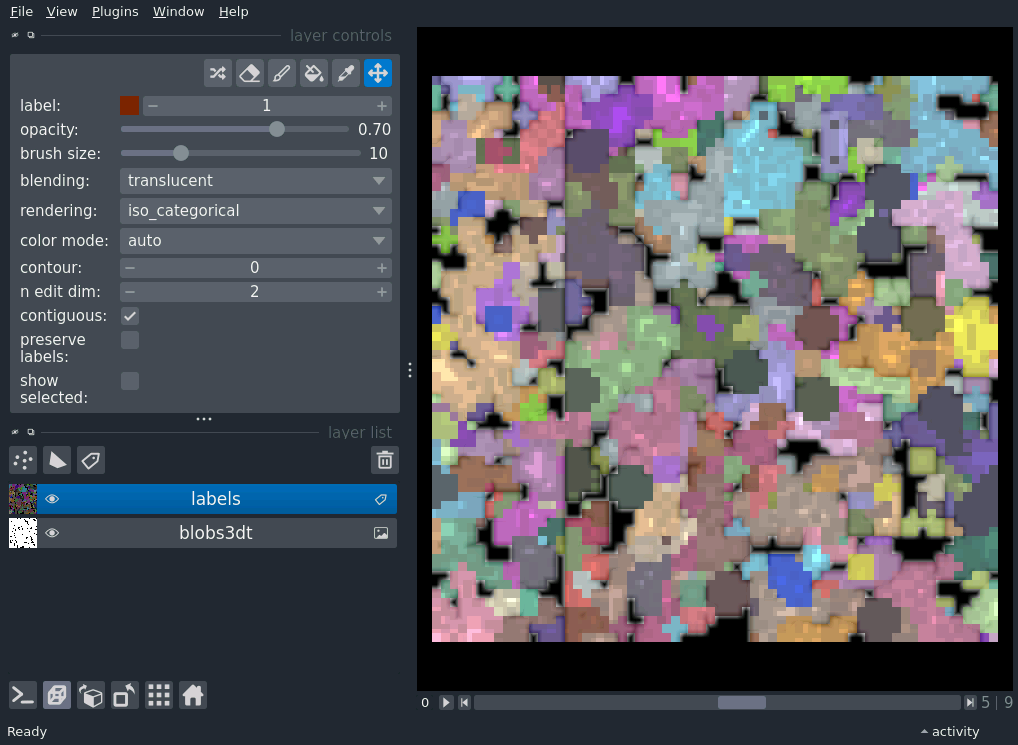 File View Plugins Window Help
layer controls
label: 1
opacity: 0.70
brush size: 10
blending: translucent
rendering: iso_categorical
color mode: auto
contour: 0
n edit dim: 2
contiguous:
preserve
labels:
show
selected:
layer list
labels
blobs3dt
0 5 | 9
Ready activity